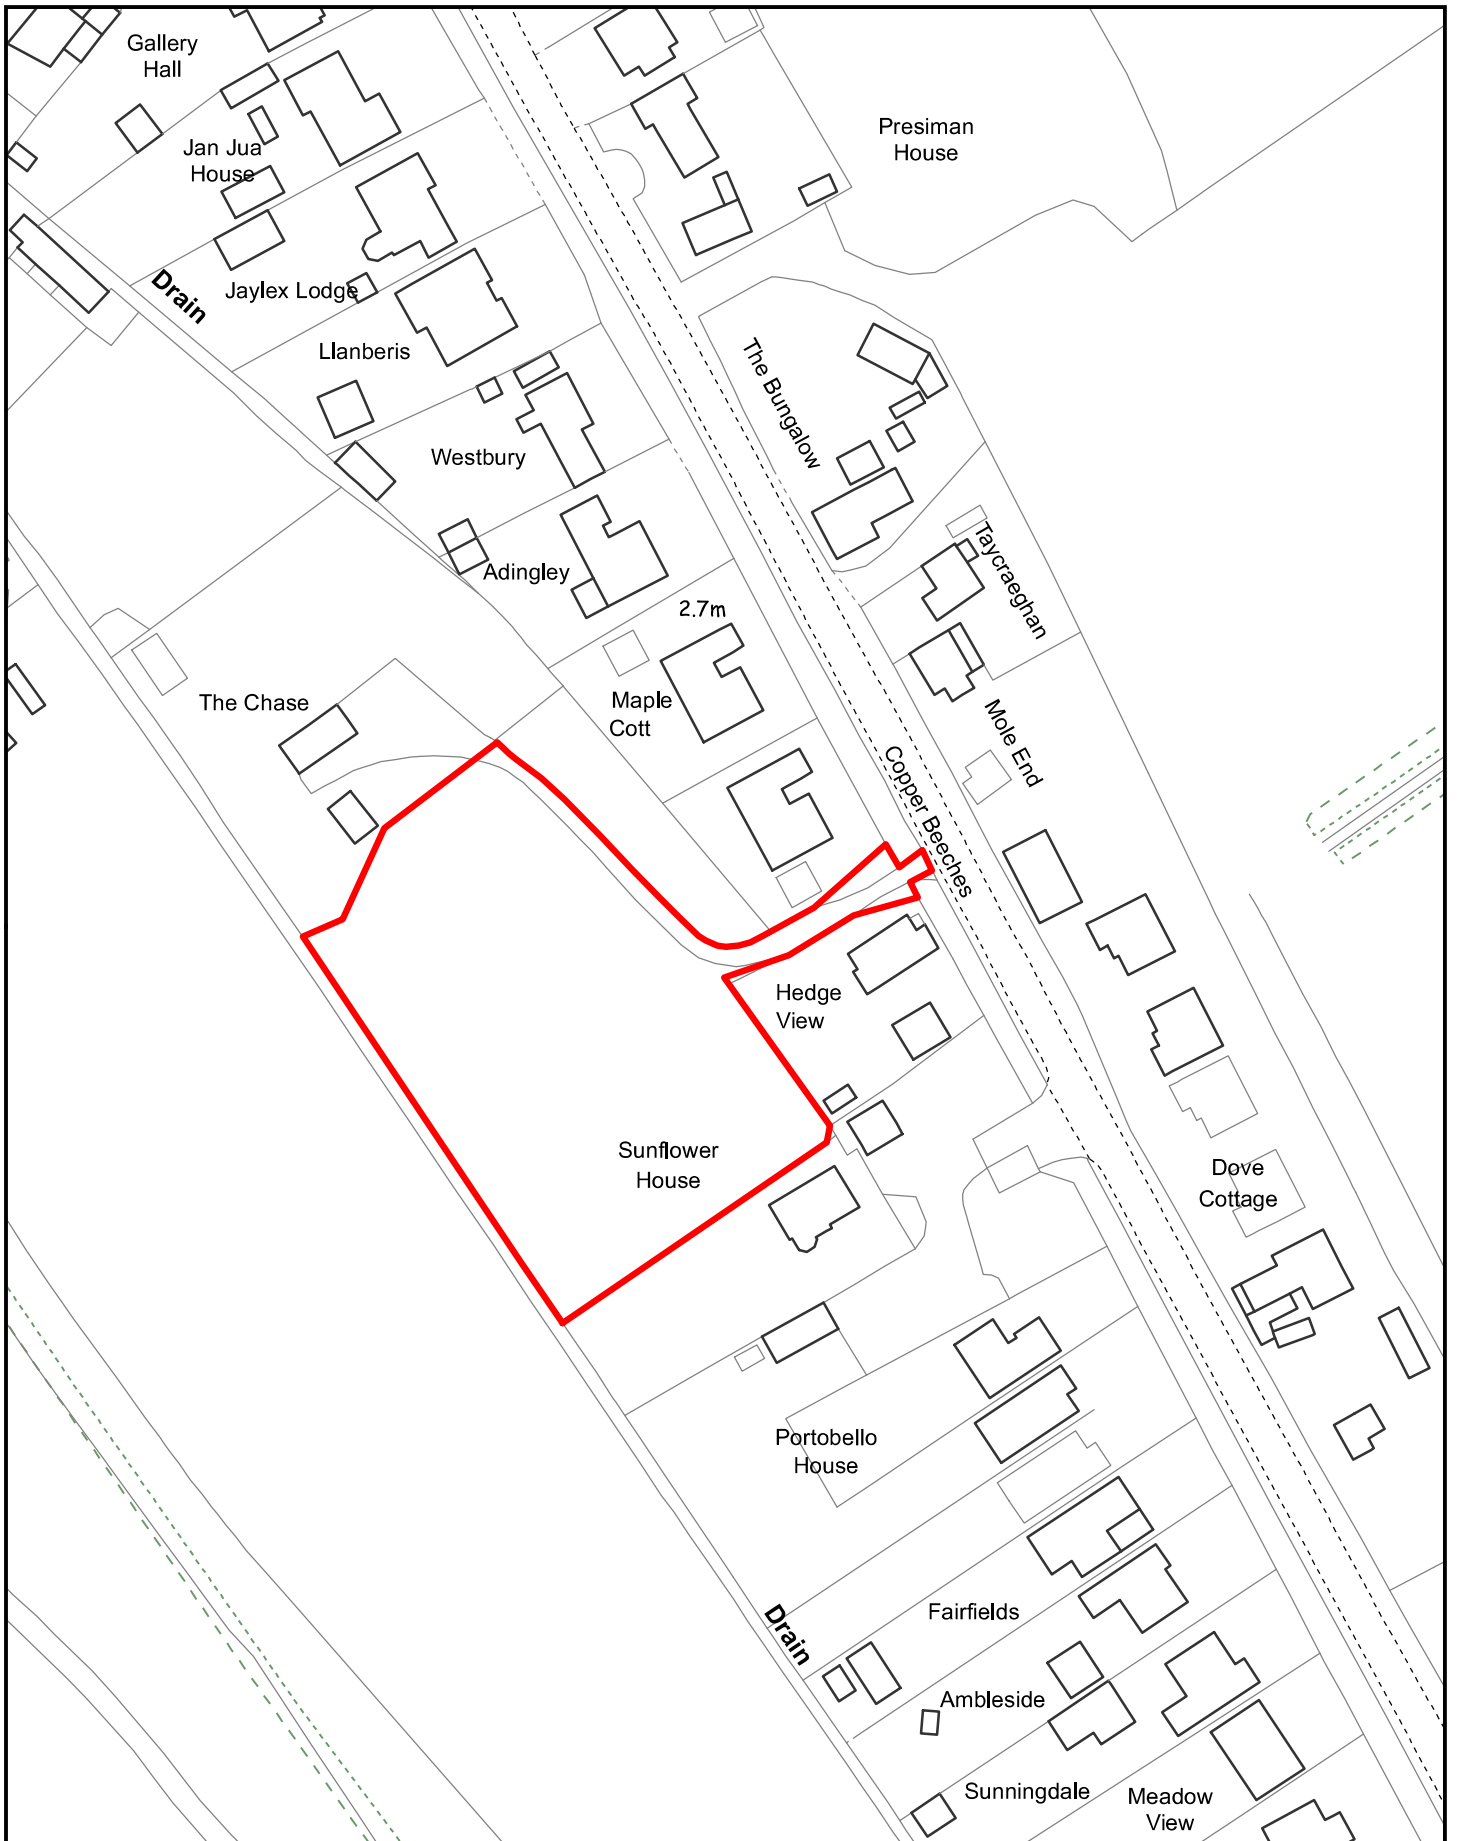 Gallery
Hall
Presiman
House
Jan Jua
House
Drain
Jaylex Lodge
Llanberis
The Bungalow
Westbury
Adingley
Taycraeghan
2.7m
The Chase
Maple
Cott
Mole End
Copper Beeches
Hedge
View
Sunflower
House
Dove
Cottage
Portobello
House
Drain
Fairfields
Ambleside
Sunningdale
Meadow
View